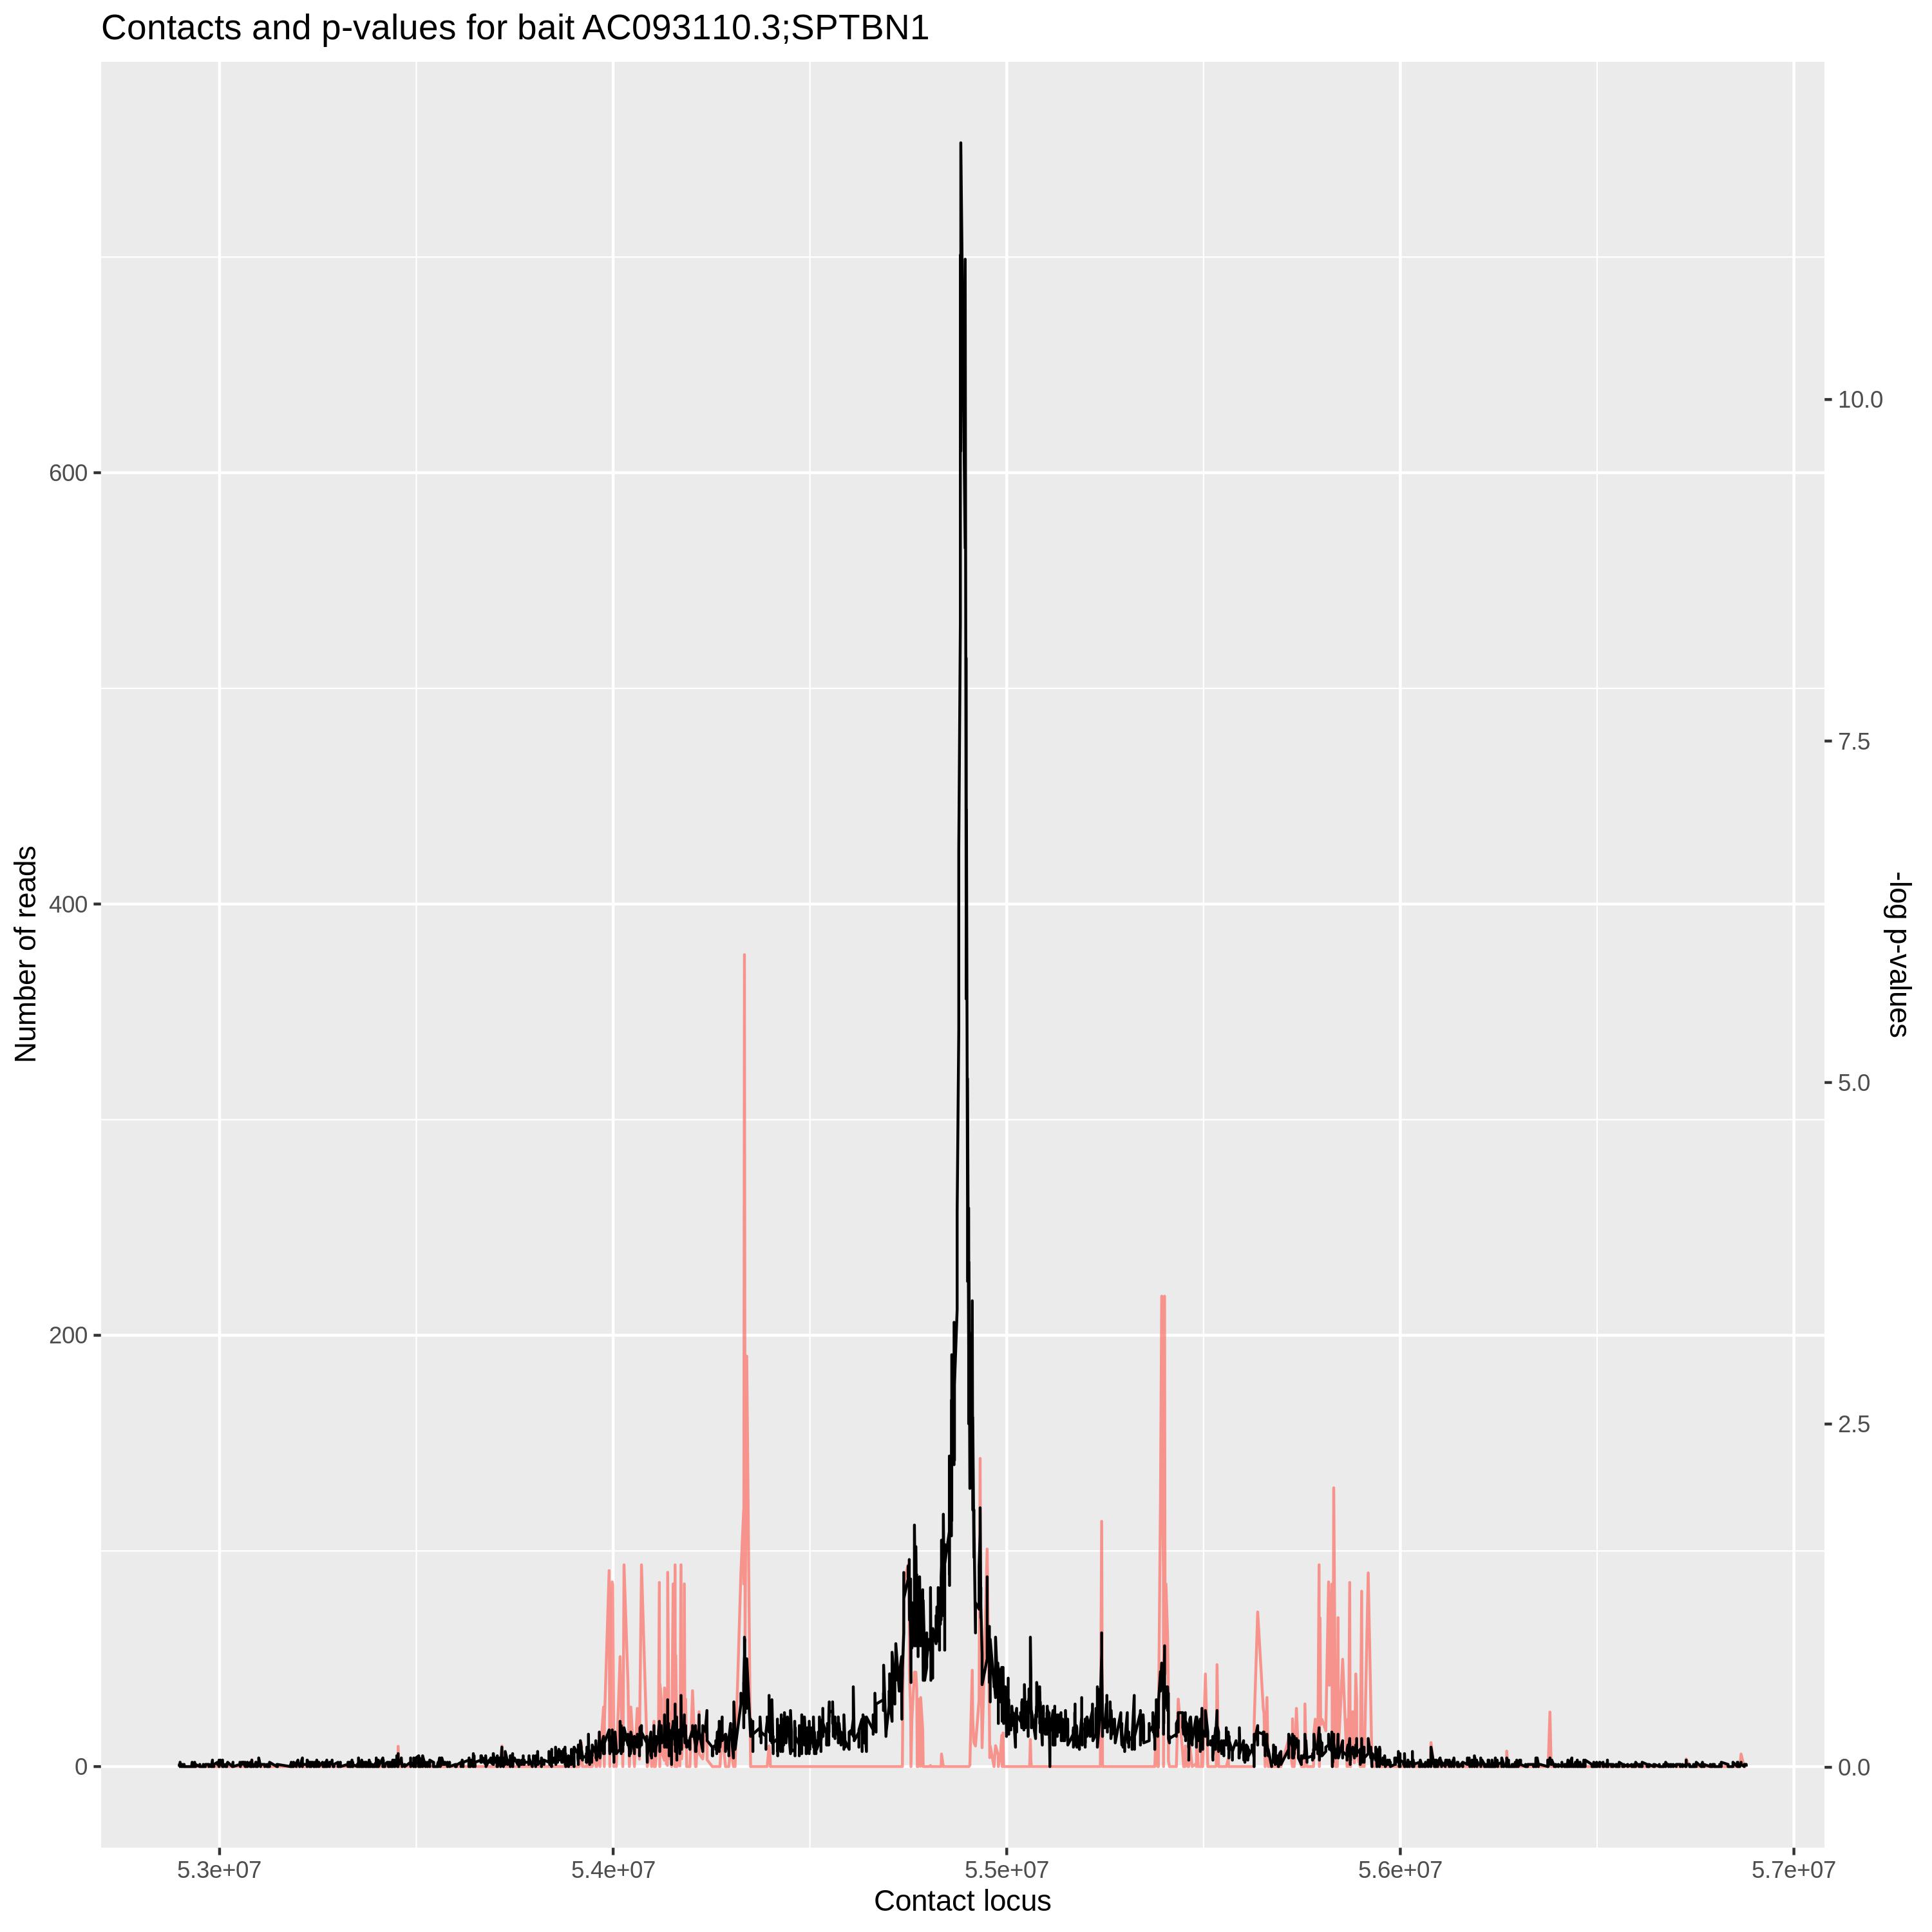 Contacts and p-values for bait AC093110.3;SPTBN1
600
400
200
0
Number of reads
10.0
7.5
5.0
2.5
0.0
-log p-values
5.3e+07
5.4e+07
5.5e+07
5.6e+07
5.7e+07
Contact locus